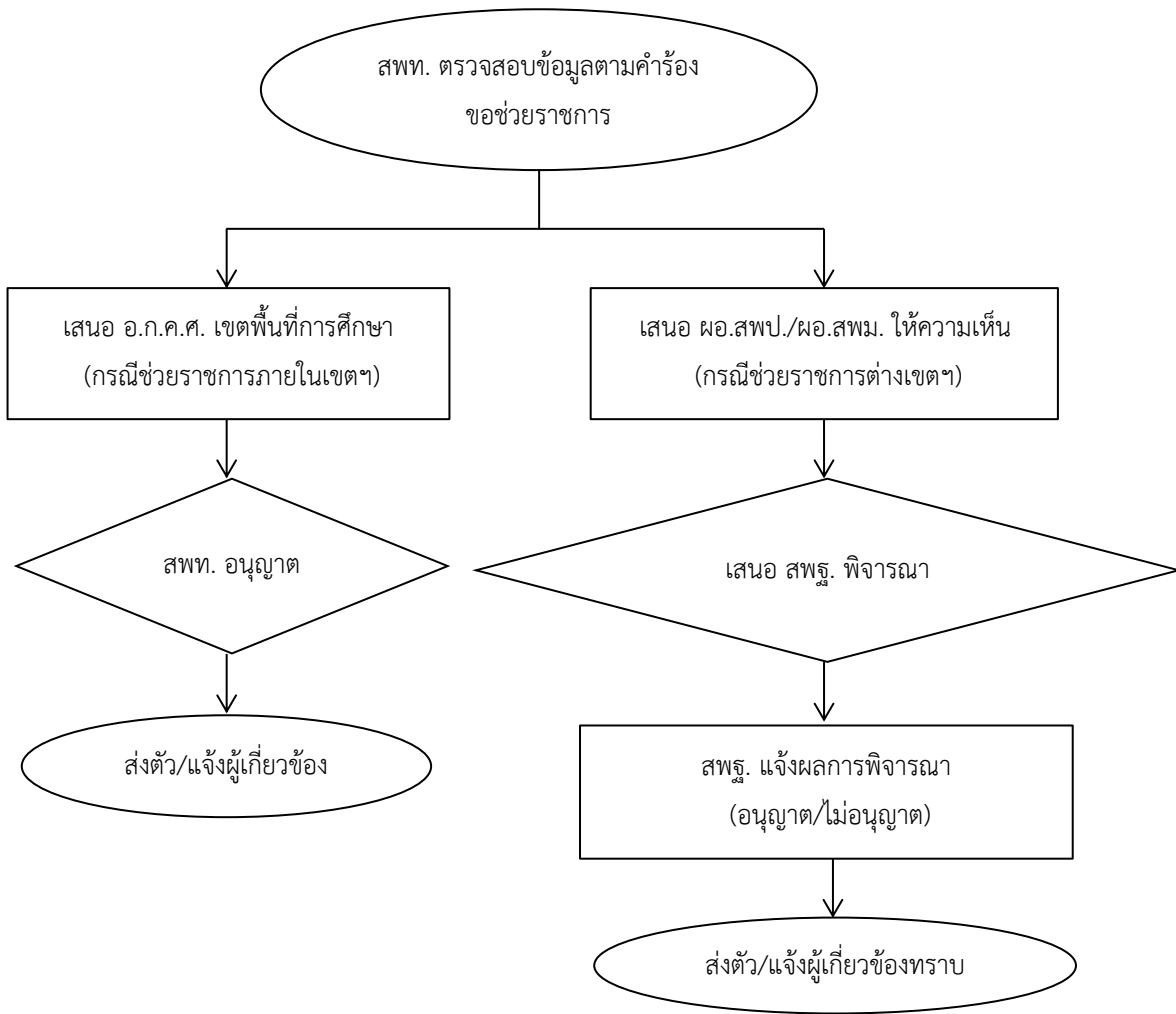 สพท. ตรวจสอบข้อมูลตามคำร้อง
ขอช่วยราชการ
เสนอ อ.ก.ค.ศ. เขตพื้นที่การศึกษา
(กรณีช่วยราชการภายในเขตฯ)
เสนอ ผอ.สพป./ผอ.สพม. ให้ความเห็น
(กรณีช่วยราชการต่างเขตฯ)
สพท. อนุญาต
เสนอ สพฐ. พิจารณา
ส่งตัว/แจ้งผู้เกี่ยวข้อง
สพฐ. แจ้งผลการพิจารณา
(อนุญาต/ไม่อนุญาต)
ส่งตัว/แจ้งผู้เกี่ยวข้องทราบ